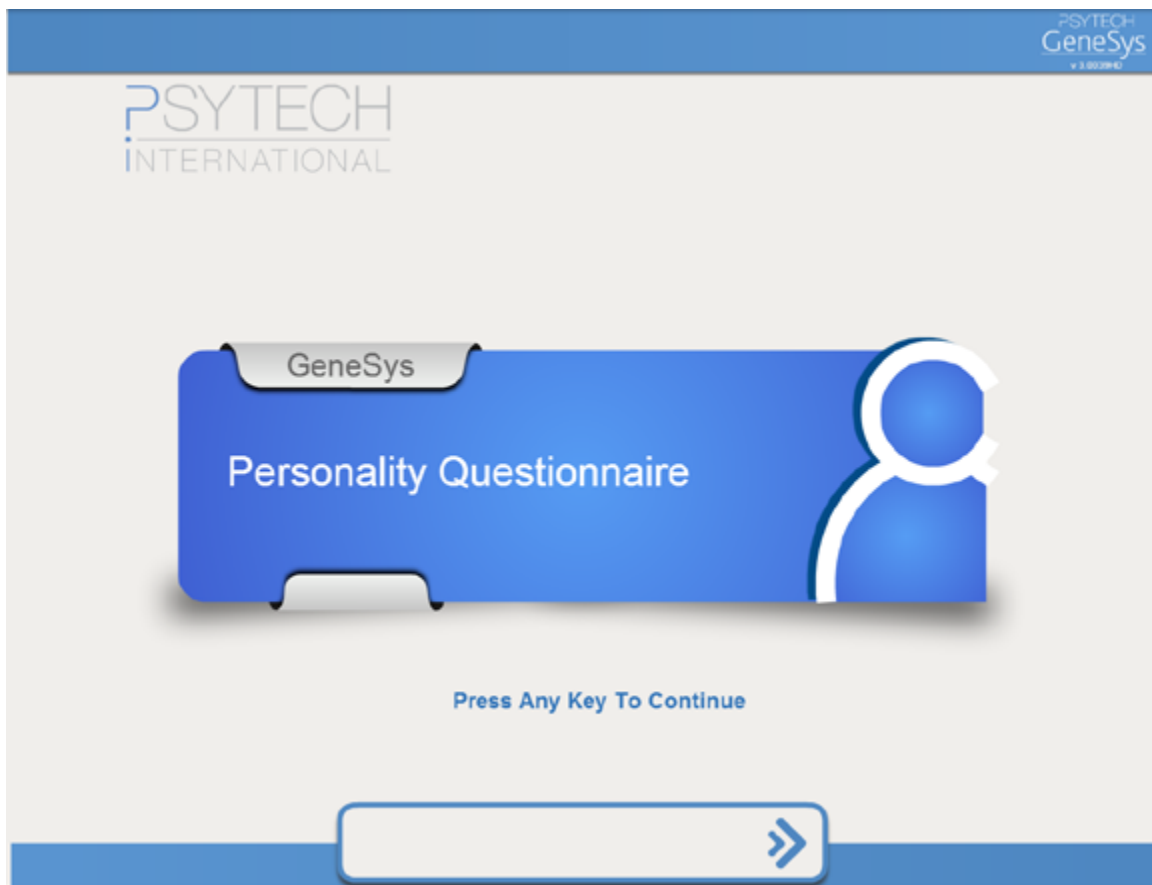 PSYTECH
GeneSys
PSYTECH
INTERNATIONAL
GeneSys
Personality Questionnaire
Press Any Key To Continue